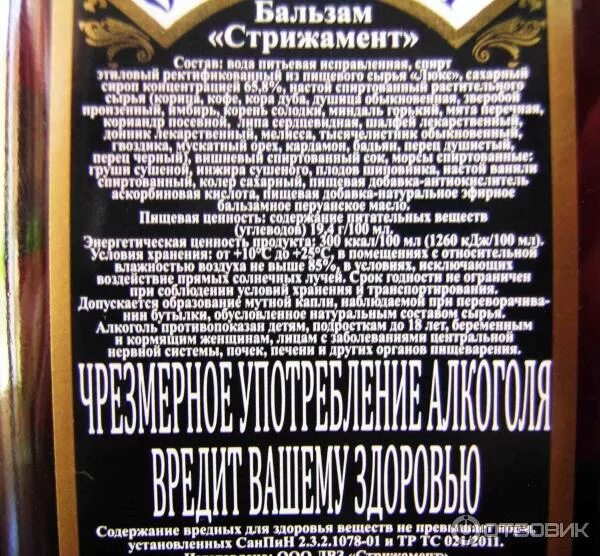 Бальзам
«Стрижамент»
Состав: вода питьевая исправленная, спирт
этиловый ректификованный из пищевого сырья «Люкс», сахарный
сироп концентрацией 65,8%, настой спиртованный растительного
сырья (корица, кофе, кора дуба, душица обыкновенная, зверобой
пронзённый, имбирь, корень солодки, миндаль горький, мята перечная,
кориандр посевной, липа сердцевидная, шалфей лекарственный,
донник лекарственный, мелисса, тысячелистник обыкновенный,
гвоздика, мускатный орех, кардамон, бадьян, перец душистый,
перец черный), вишневый спиртованный сок, морсы спиртованные:
груши сушеной, инжира сушеного, плодов шиповника, настой ванили
спиртованный, колер сахарный, пищевая добавка-антиокислитель
аскорбиновая кислота, пищевая добавка-натуральное эфирное
бальзамное перуанское масло.
Пищевая ценность: содержание питательных веществ
(углеводов) 19,4 г/100 мл.
Энергетическая ценность продукта: 300 ккал/100 мл (1260 кДж/100 мл).
Условия хранения: от +10°С до +25°С, в помещениях с относительной
влажностью воздуха не выше 85%, в условиях, исключающих
воздействие прямых солнечных лучей. Срок годности не ограничен
при соблюдении условий хранения и транспортирования.
Допускается образование мутной капли, наблюдаемой при переворачива-
нии бутылки, обусловленное натуральным составом сырья.
Алкоголь противопоказан детям, подросткам до 18 лет, беременным
и кормящим женщинам, лицам с заболеваниями центральной
нервной системы, почек, печени и других органов пищеварения.
ЧРЕЗМЕРНОЕ УПОТРЕБЛЕНИЕ АЛКОГОЛЯ
ВРЕДИТ ВАШЕМУ ЗДОРОВЬЮ
Содержание вредных для здоровья веществ не превышает норм,
установленных СанПиН 2.3.2.1078-01 и ТР ТС 021/2011.
Изготовлено: ООО ЛВЗ «Стрижамент»
ОТЗОВИК